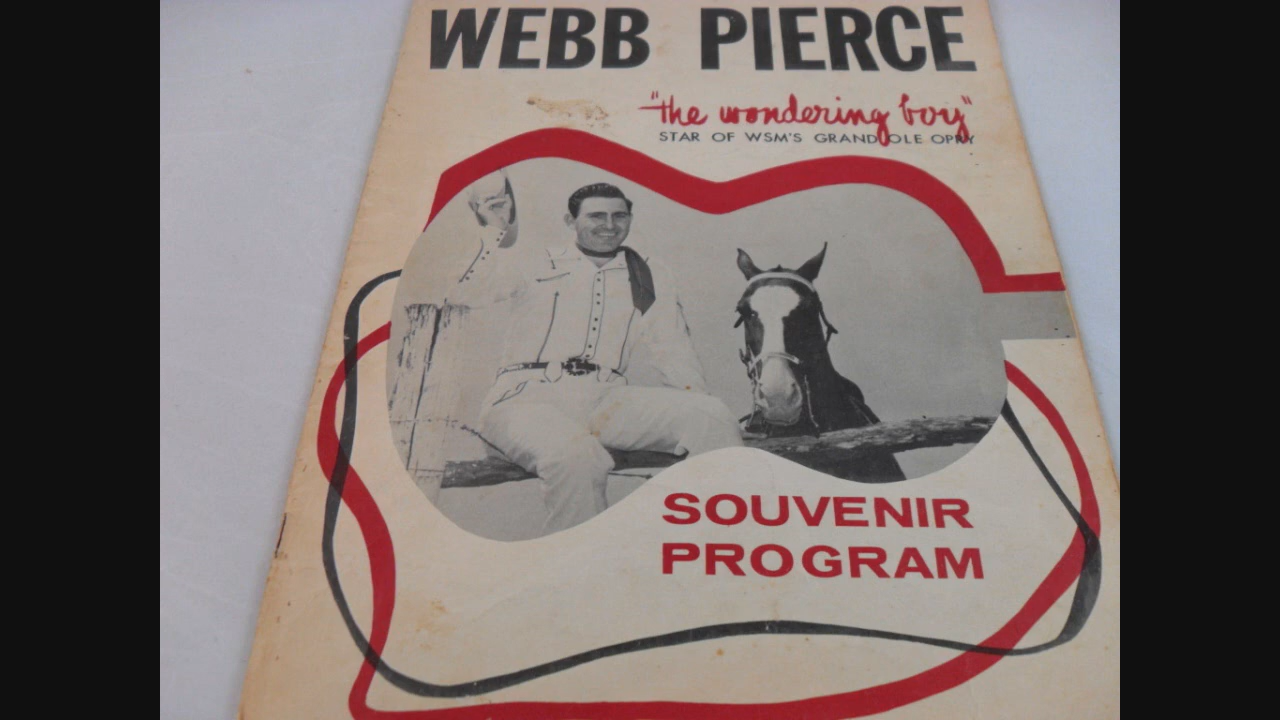 WEBB PIERCE
"the wondering boy"
STAR OF WSM'S GRAND OLE OPRY
SOUVENIR
PROGRAM